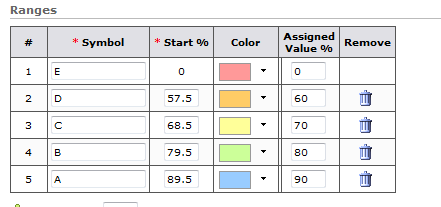 Ranges
# * Symbol * Start % Color Assigned Value % Remove
1 E 0 0
2 D 57.5 60
3 C 68.5 70
4 B 79.5 80
5 A 89.5 90